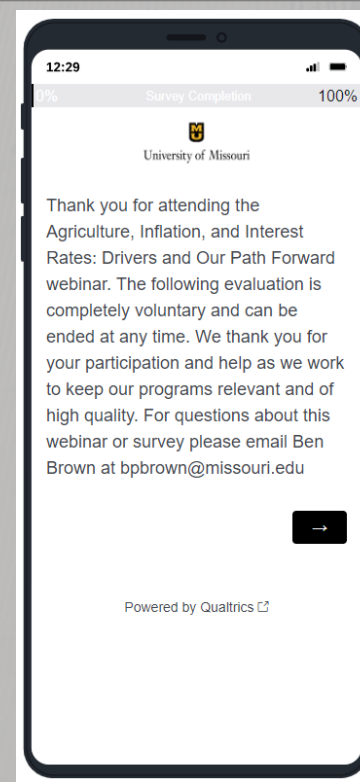 12:29
0% Survey Completion 100%
MU
University of Missouri
Thank you for attending the
Agriculture, Inflation, and Interest
Rates: Drivers and Our Path Forward
webinar. The following evaluation is
completely voluntary and can be
ended at any time. We thank you for
your participation and help as we work
to keep our programs relevant and of
high quality. For questions about this
webinar or survey please email Ben
Brown at bpbrown@missouri.edu
→
Powered by Qualtrics